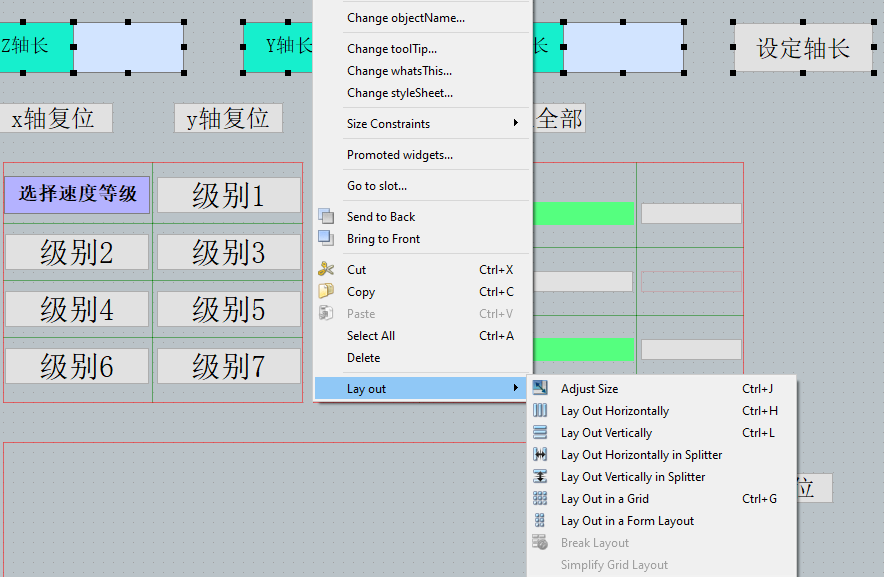 Z轴长
Y轴长
长
设定轴长
x轴复位
y轴复位
全部
选择速度等级
级别1
级别2
级别3
级别4
级别5
级别6
级别7
位
Change objectName...
Change toolTip...
Change whatsThis...
Change styleSheet...
Size Constraints
Promoted widgets...
Go to slot...
Send to Back
Bring to Front
Cut Ctrl+X
Copy Ctrl+C
Paste Ctrl+V
Select All Ctrl+A
Delete
Lay out
Adjust Size Ctrl+J
Lay Out Horizontally Ctrl+H
Lay Out Vertically Ctrl+L
Lay Out Horizontally in Splitter
Lay Out Vertically in Splitter
Lay Out in a Grid Ctrl+G
Lay Out in a Form Layout
Break Layout
Simplify Grid Layout